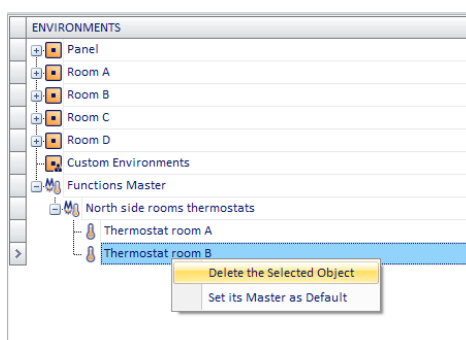 ENVIRONMENTS
Panel
Room A
Room B
Room C
Room D
Custom Environments
Functions Master
North side rooms thermostats
Thermostat room A
Thermostat room B
Delete the Selected Object
Set its Master as Default